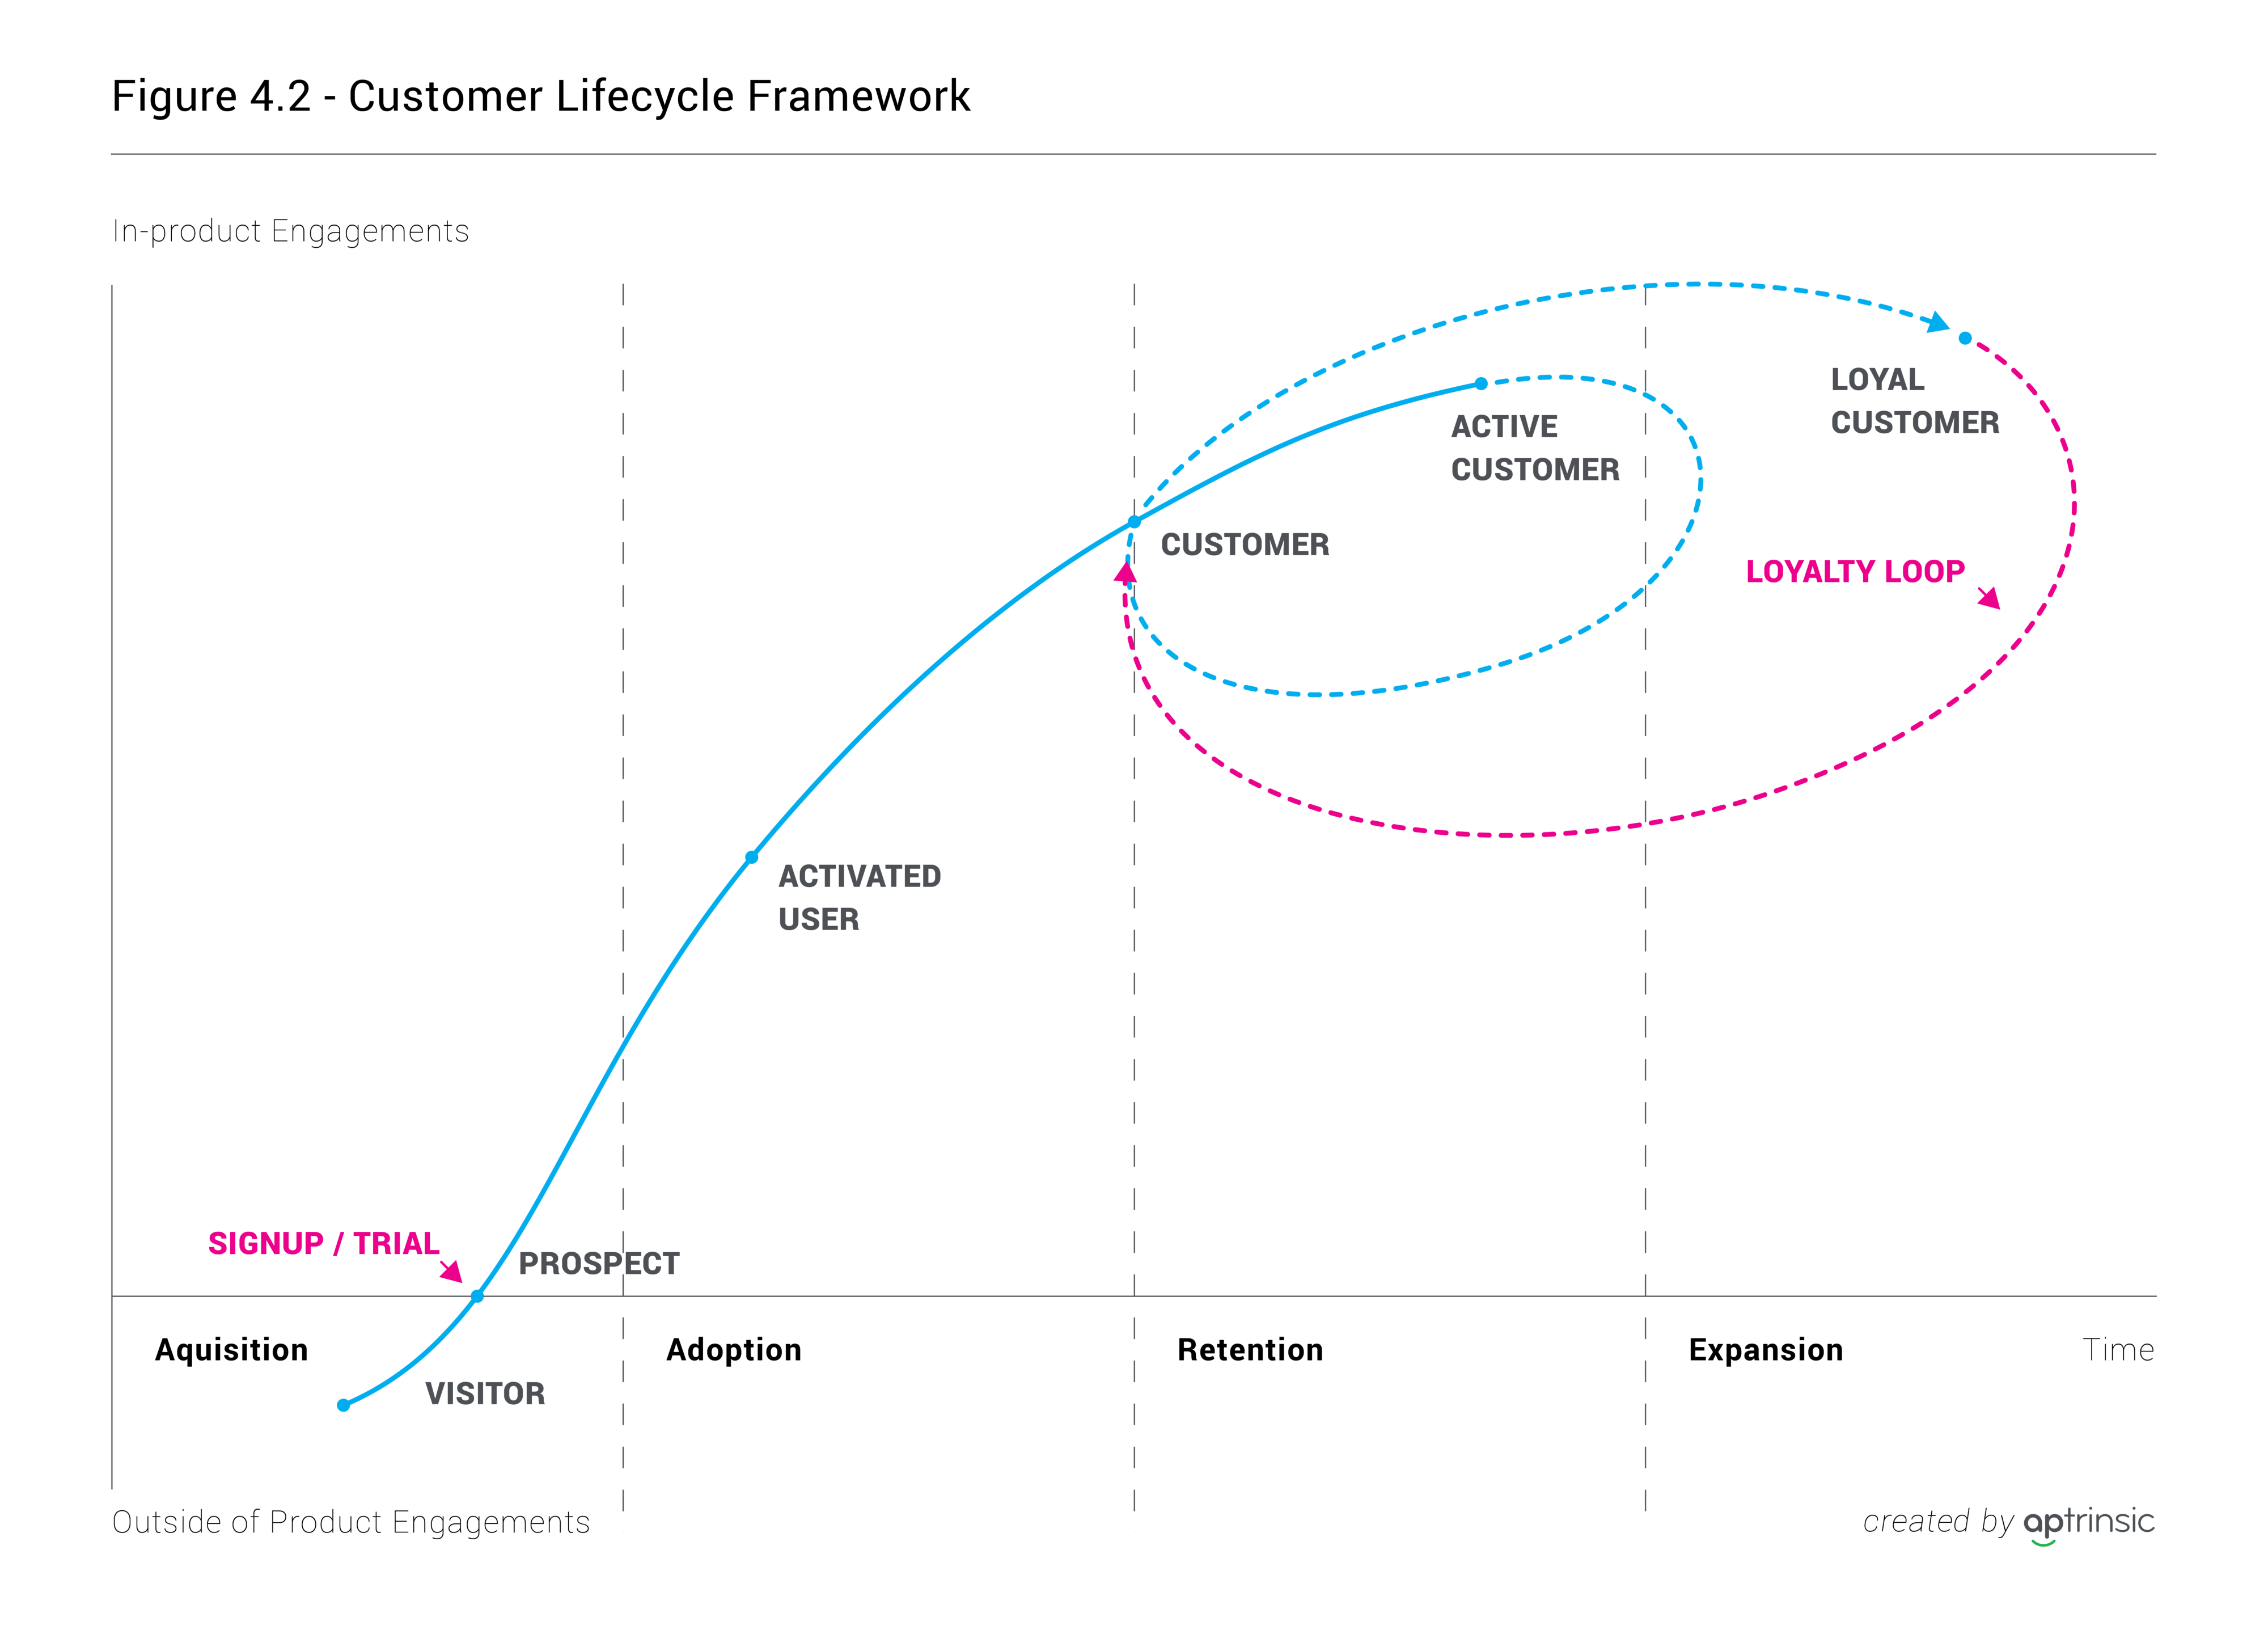 Figure 4.2 - Customer Lifecycle Framework
In-product Engagements
LOYAL
CUSTOMER
ACTIVE
CUSTOMER
CUSTOMER
LOYALTY LOOP
ACTIVATED
USER
SIGNUP / TRIAL
PROSPECT
Aquisition
Adoption
Retention
Expansion
Time
VISITOR
Outside of Product Engagements
created by aptrinsic